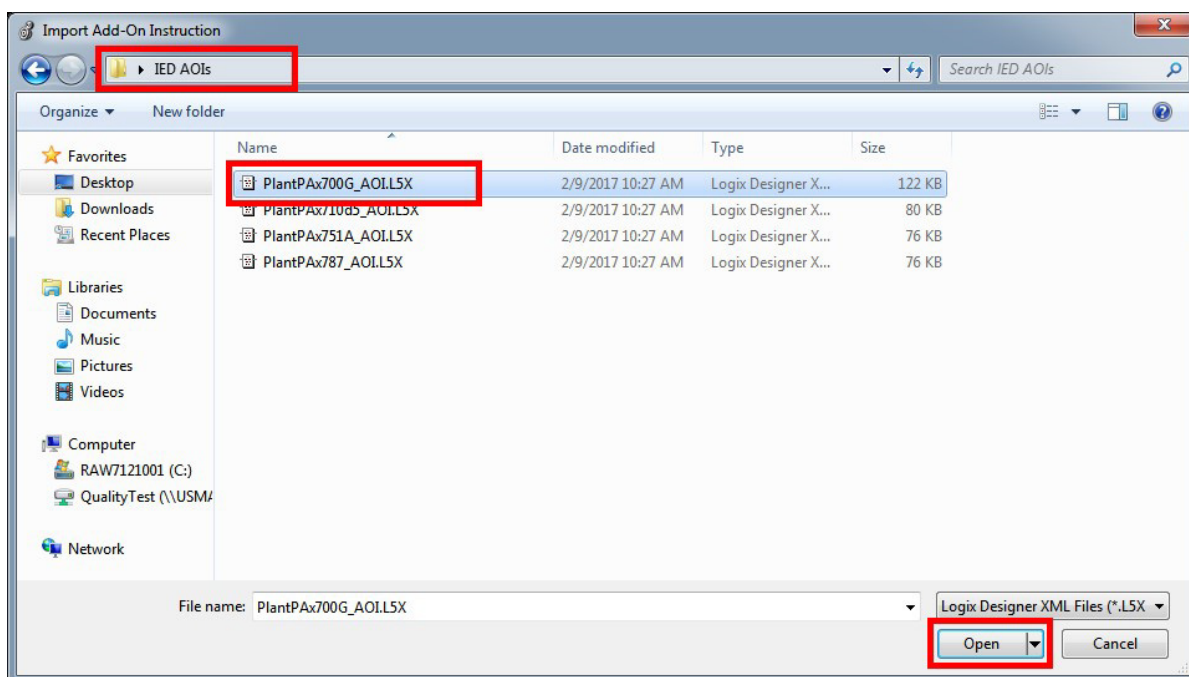 Import Add-On Instruction
IED AOIs
Search IED AOIs
Organize New folder
Name Date modified Type Size
Favorites
Desktop
Downloads
Recent Places
Libraries
Documents
Music
Pictures
Videos
Computer
RAW7121001 (C:)
QualityTest (\\USMA
Network
PlantPAx700G_AOI.L5X 2/9/2017 10:27 AM Logix Designer X... 122 KB
PlantPAx710d5_AOI.L5X 2/9/2017 10:27 AM Logix Designer X... 80 KB
PlantPAx751A_AOI.L5X 2/9/2017 10:27 AM Logix Designer X... 76 KB
PlantPAx787_AOI.L5X 2/9/2017 10:27 AM Logix Designer X... 76 KB
File name: PlantPAx700G_AOI.L5X Logix Designer XML Files (*.L5X
Open Cancel